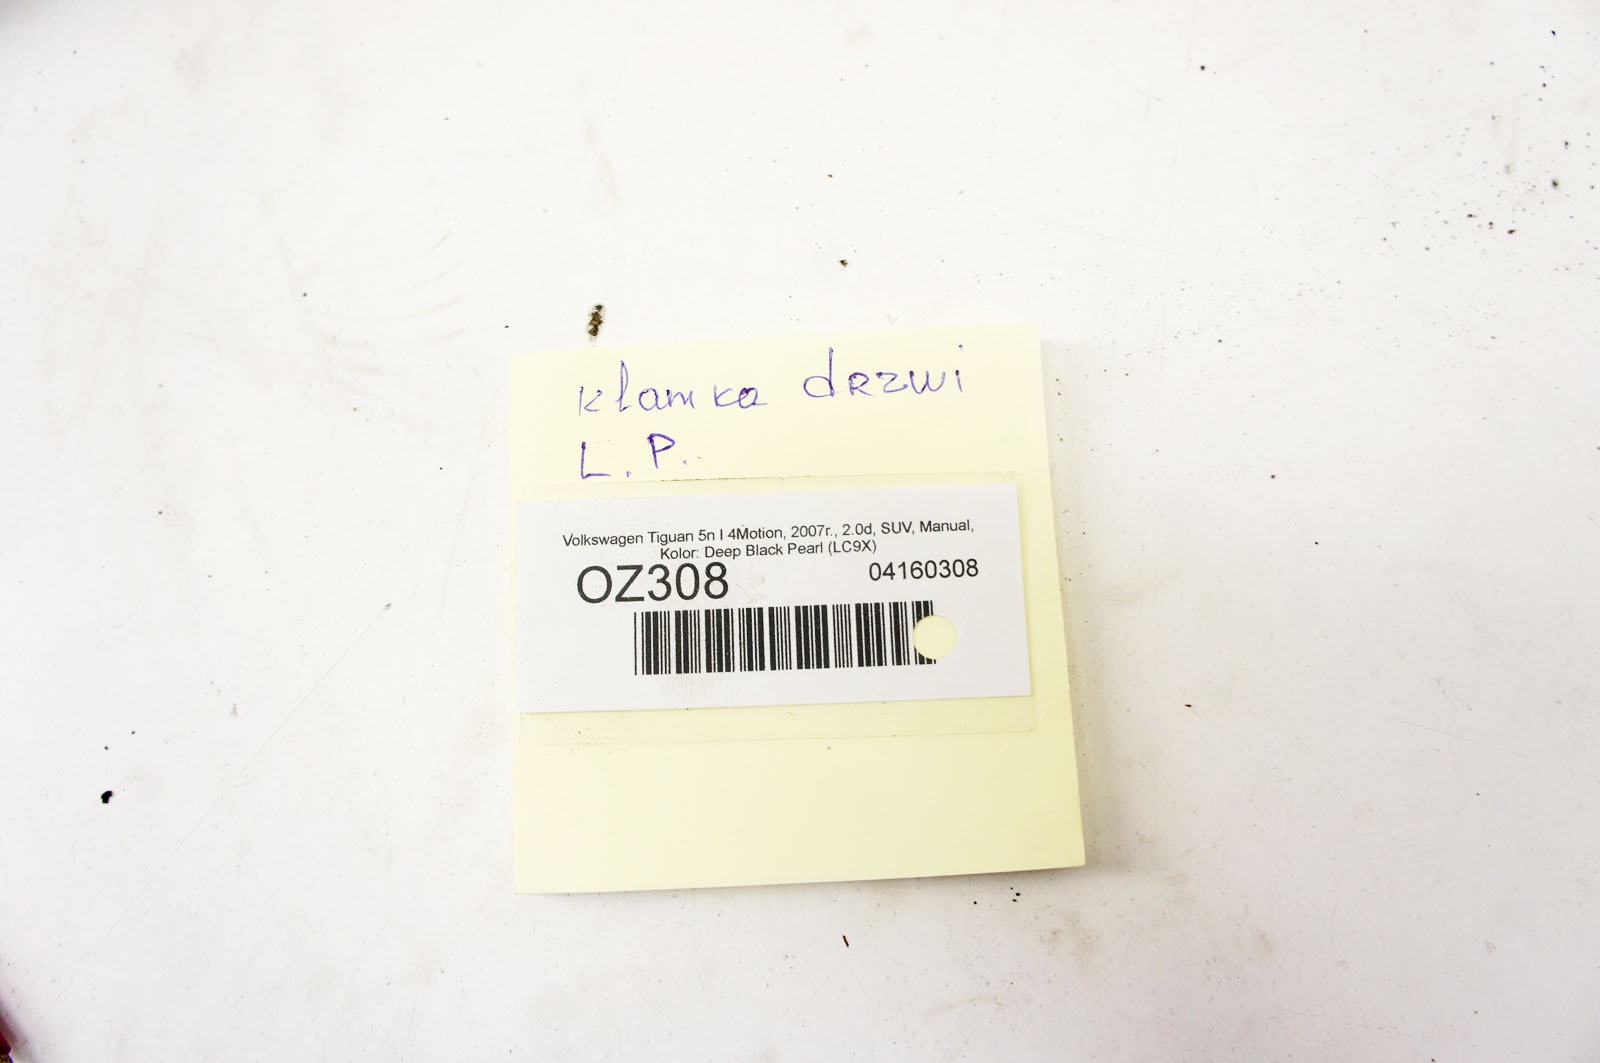 Klamka drzwi
L.P.
Volkswagen Tiguan 5n I 4Motion, 2007r., 2.0d, SUV, Manual,
Kolor: Deep Black Pearl (LC9X)
OZ308 04160308